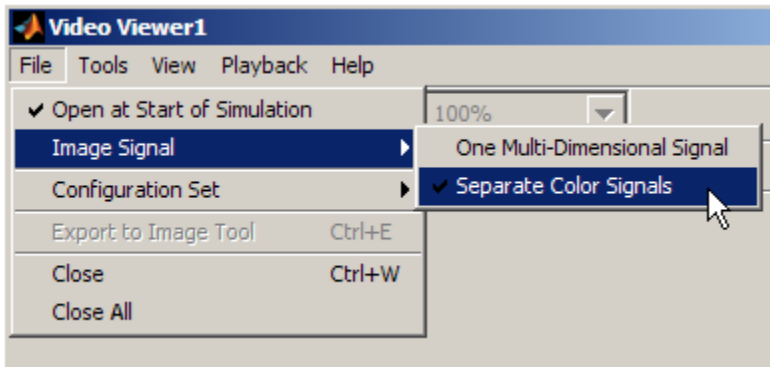 Video Viewer1
File Tools View Playback Help
Open at Start of Simulation
100%
Image Signal
One Multi-Dimensional Signal
Separate Color Signals
Configuration Set
Export to Image Tool Ctrl+E
Close Ctrl+W
Close All